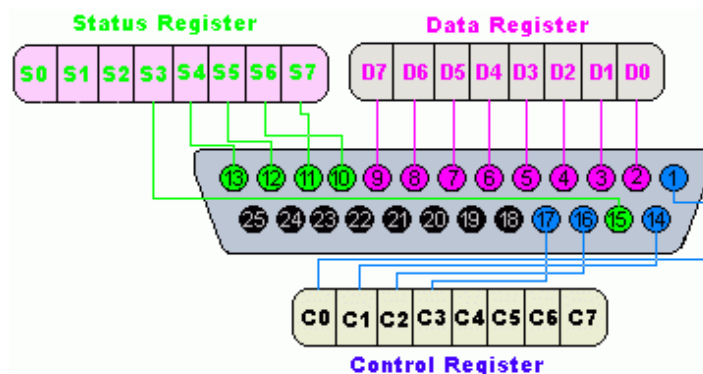 Status Register Data Register
S0 S1 S2 S3 S4 S5 S6 S7 D7 D6 D5 D4 D3 D2 D1 D0
13 12 11 10 9 8 7 6 5 4 3 2 1
25 24 23 22 21 20 19 18 17 16 15 14
C0 C1 C2 C3 C4 C5 C6 C7
Control Register